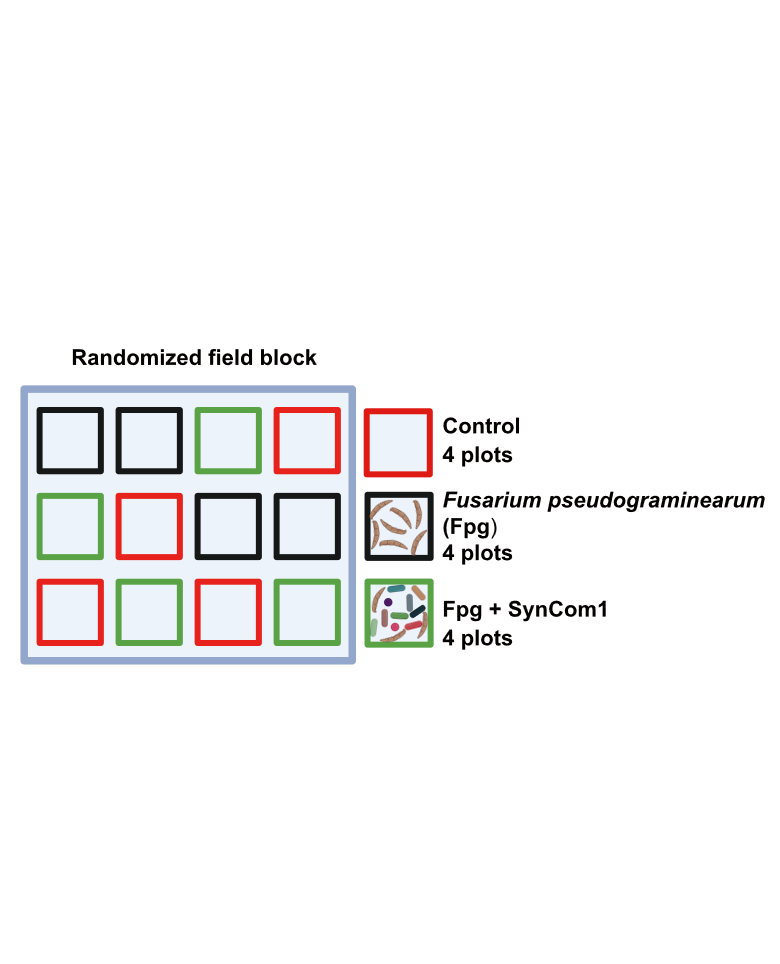 Randomized field block
Control
4 plots
Fusarium pseudograminearum
(Fpg)
4 plots
Fpg + SynCom1
4 plots